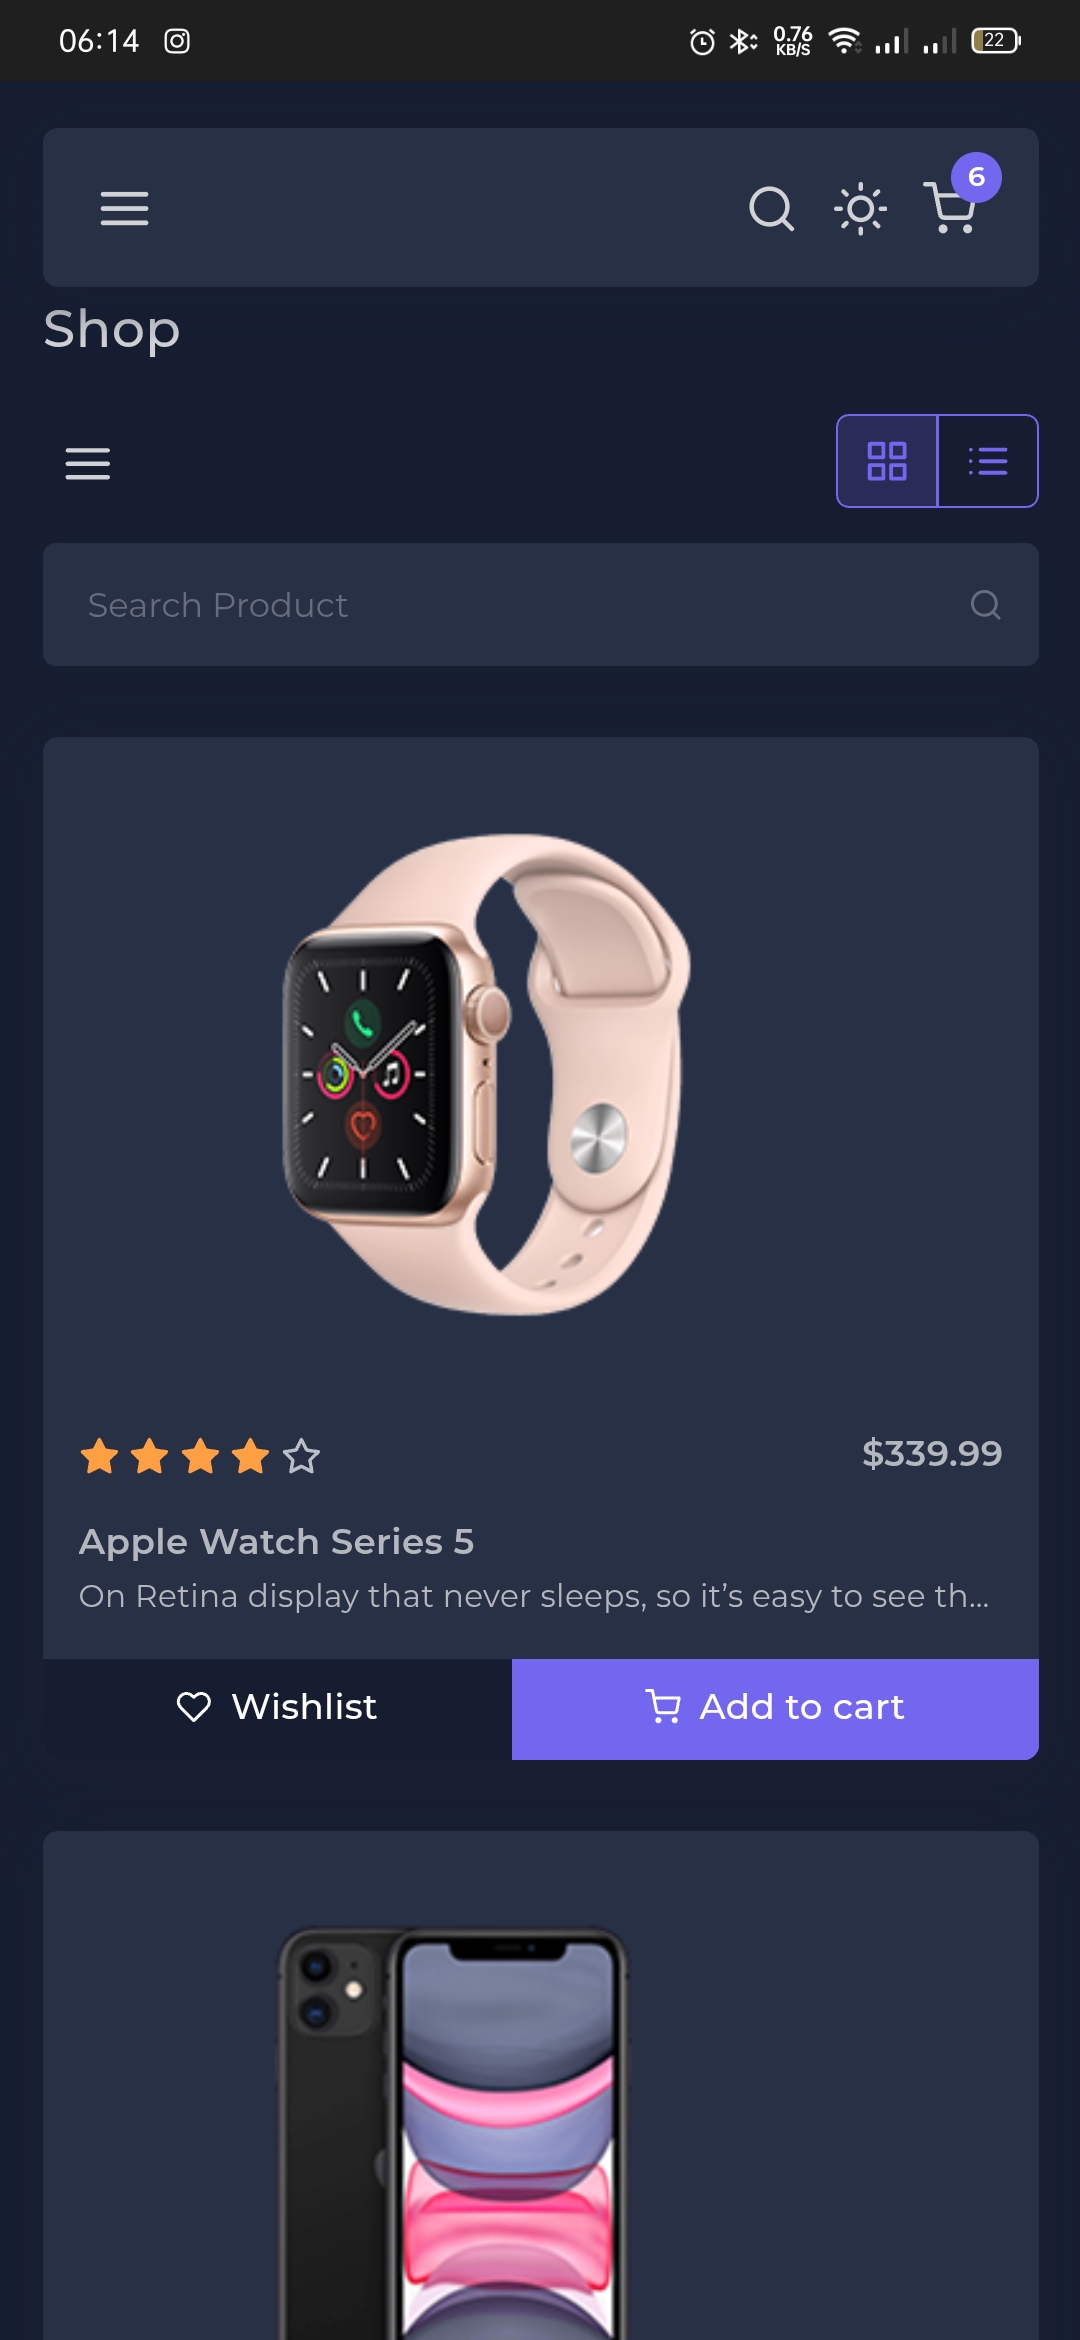 06:14
0.76
KB/S
22
6
Shop
Search Product
$339.99
Apple Watch Series 5
On Retina display that never sleeps, so it’s easy to see th...
Wishlist
Add to cart